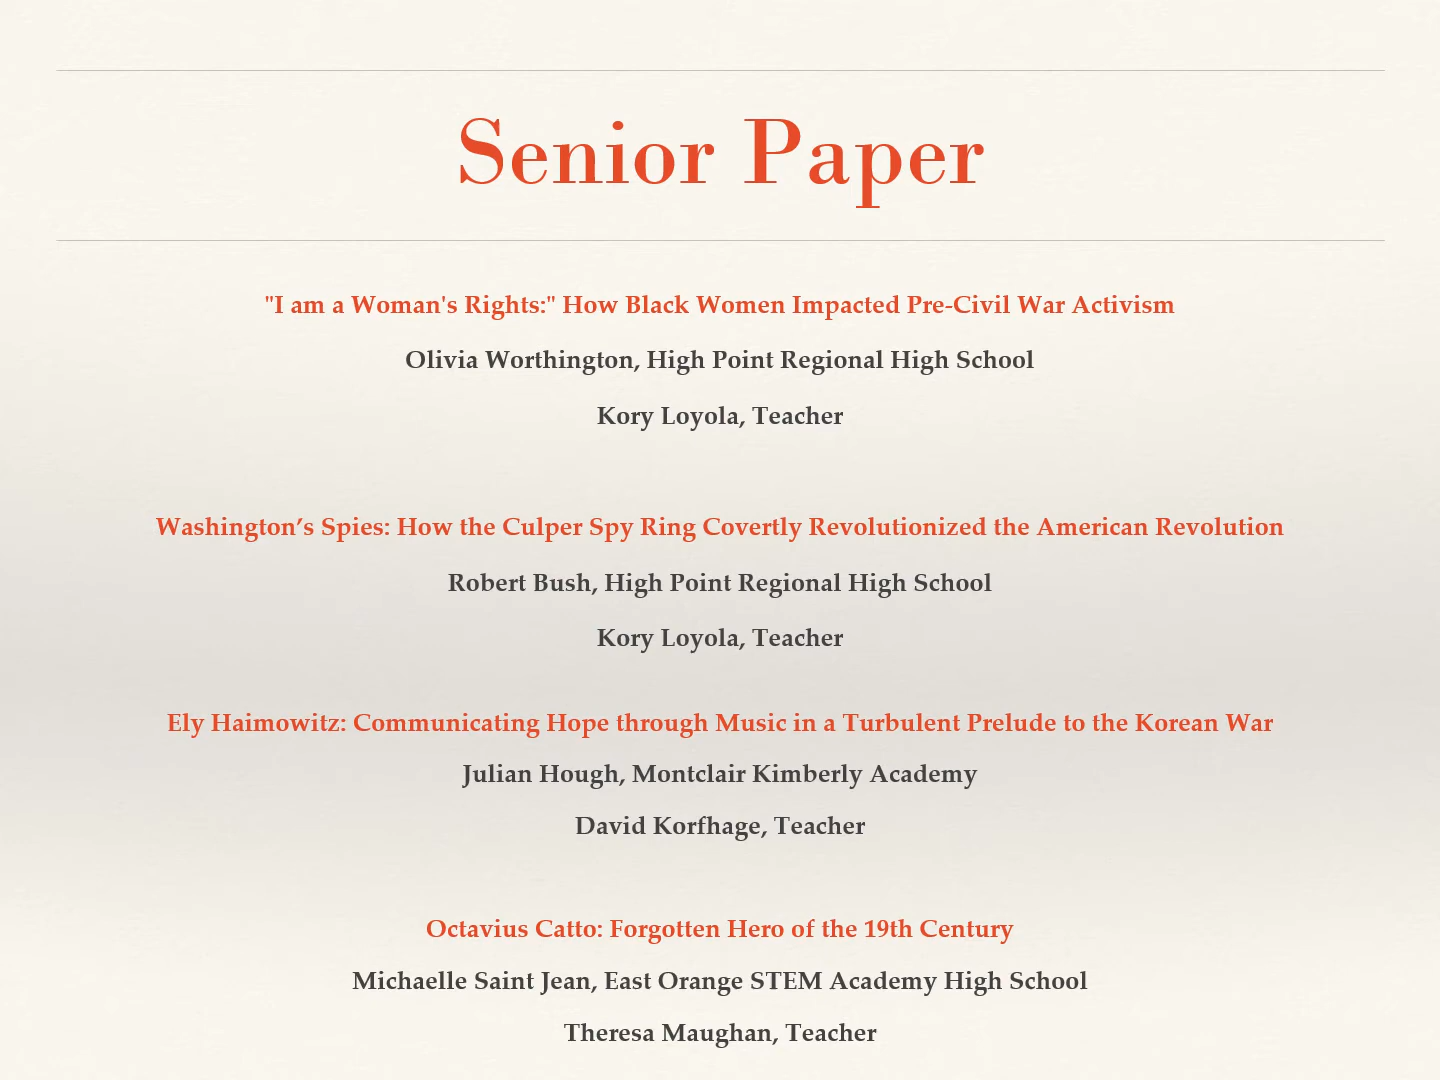 Senior Paper
"I am a Woman's Rights:" How Black Women Impacted Pre-Civil War Activism
Olivia Worthington, High Point Regional High School
Kory Loyola, Teacher
Washington’s Spies: How the Culper Spy Ring Covertly Revolutionized the American Revolution
Robert Bush, High Point Regional High School
Kory Loyola, Teacher
Ely Haimowitz: Communicating Hope through Music in a Turbulent Prelude to the Korean War
Julian Hough, Montclair Kimberly Academy
David Korfhage, Teacher
Octavius Catto: Forgotten Hero of the 19th Century
Michaelle Saint Jean, East Orange STEM Academy High School
Theresa Maughan, Teacher